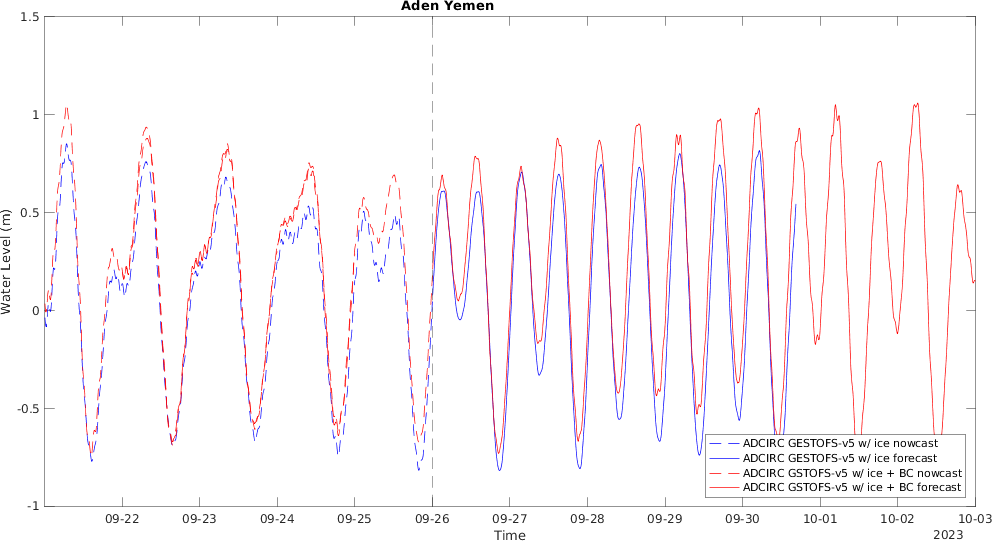 Aden Yemen
1.5
1
0.5
0
-0.5
-1
Water Level (m)
09-22 09-23 09-24 09-25 09-26 09-27 09-28 09-29 09-30 10-01 10-02 10-03
Time
2023
ADCIRC GESTOFS-v5 w/ ice nowcast
ADCIRC GESTOFS-v5 w/ ice forecast
ADCIRC GSTOFS-v5 w/ ice + BC nowcast
ADCIRC GSTOFS-v5 w/ ice + BC forecast